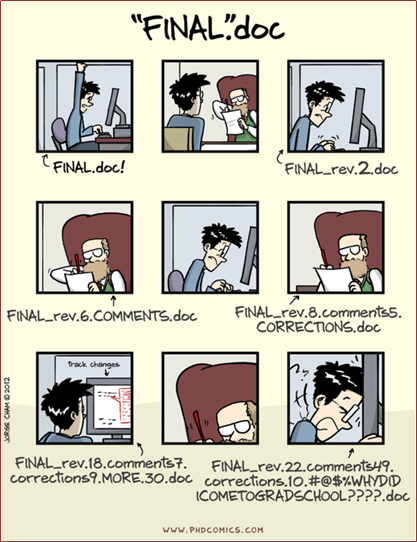 "FINAL".doc
FINAL.doc!
FINAL_rev.2.doc
FINAL_rev.6.COMMENTS.doc
FINAL_rev.8.comments5.
CORRECTIONS.doc
Track changes
FINAL_rev.18.comments7.
corrections9.MORE.30.doc
FINAL_rev.22.comments49.
corrections.10.#@$%WHYDID
ICOMETOGRADSCHOOL????.doc
JORGE CHAM © 2012
WWW.PHDCOMICS.COM